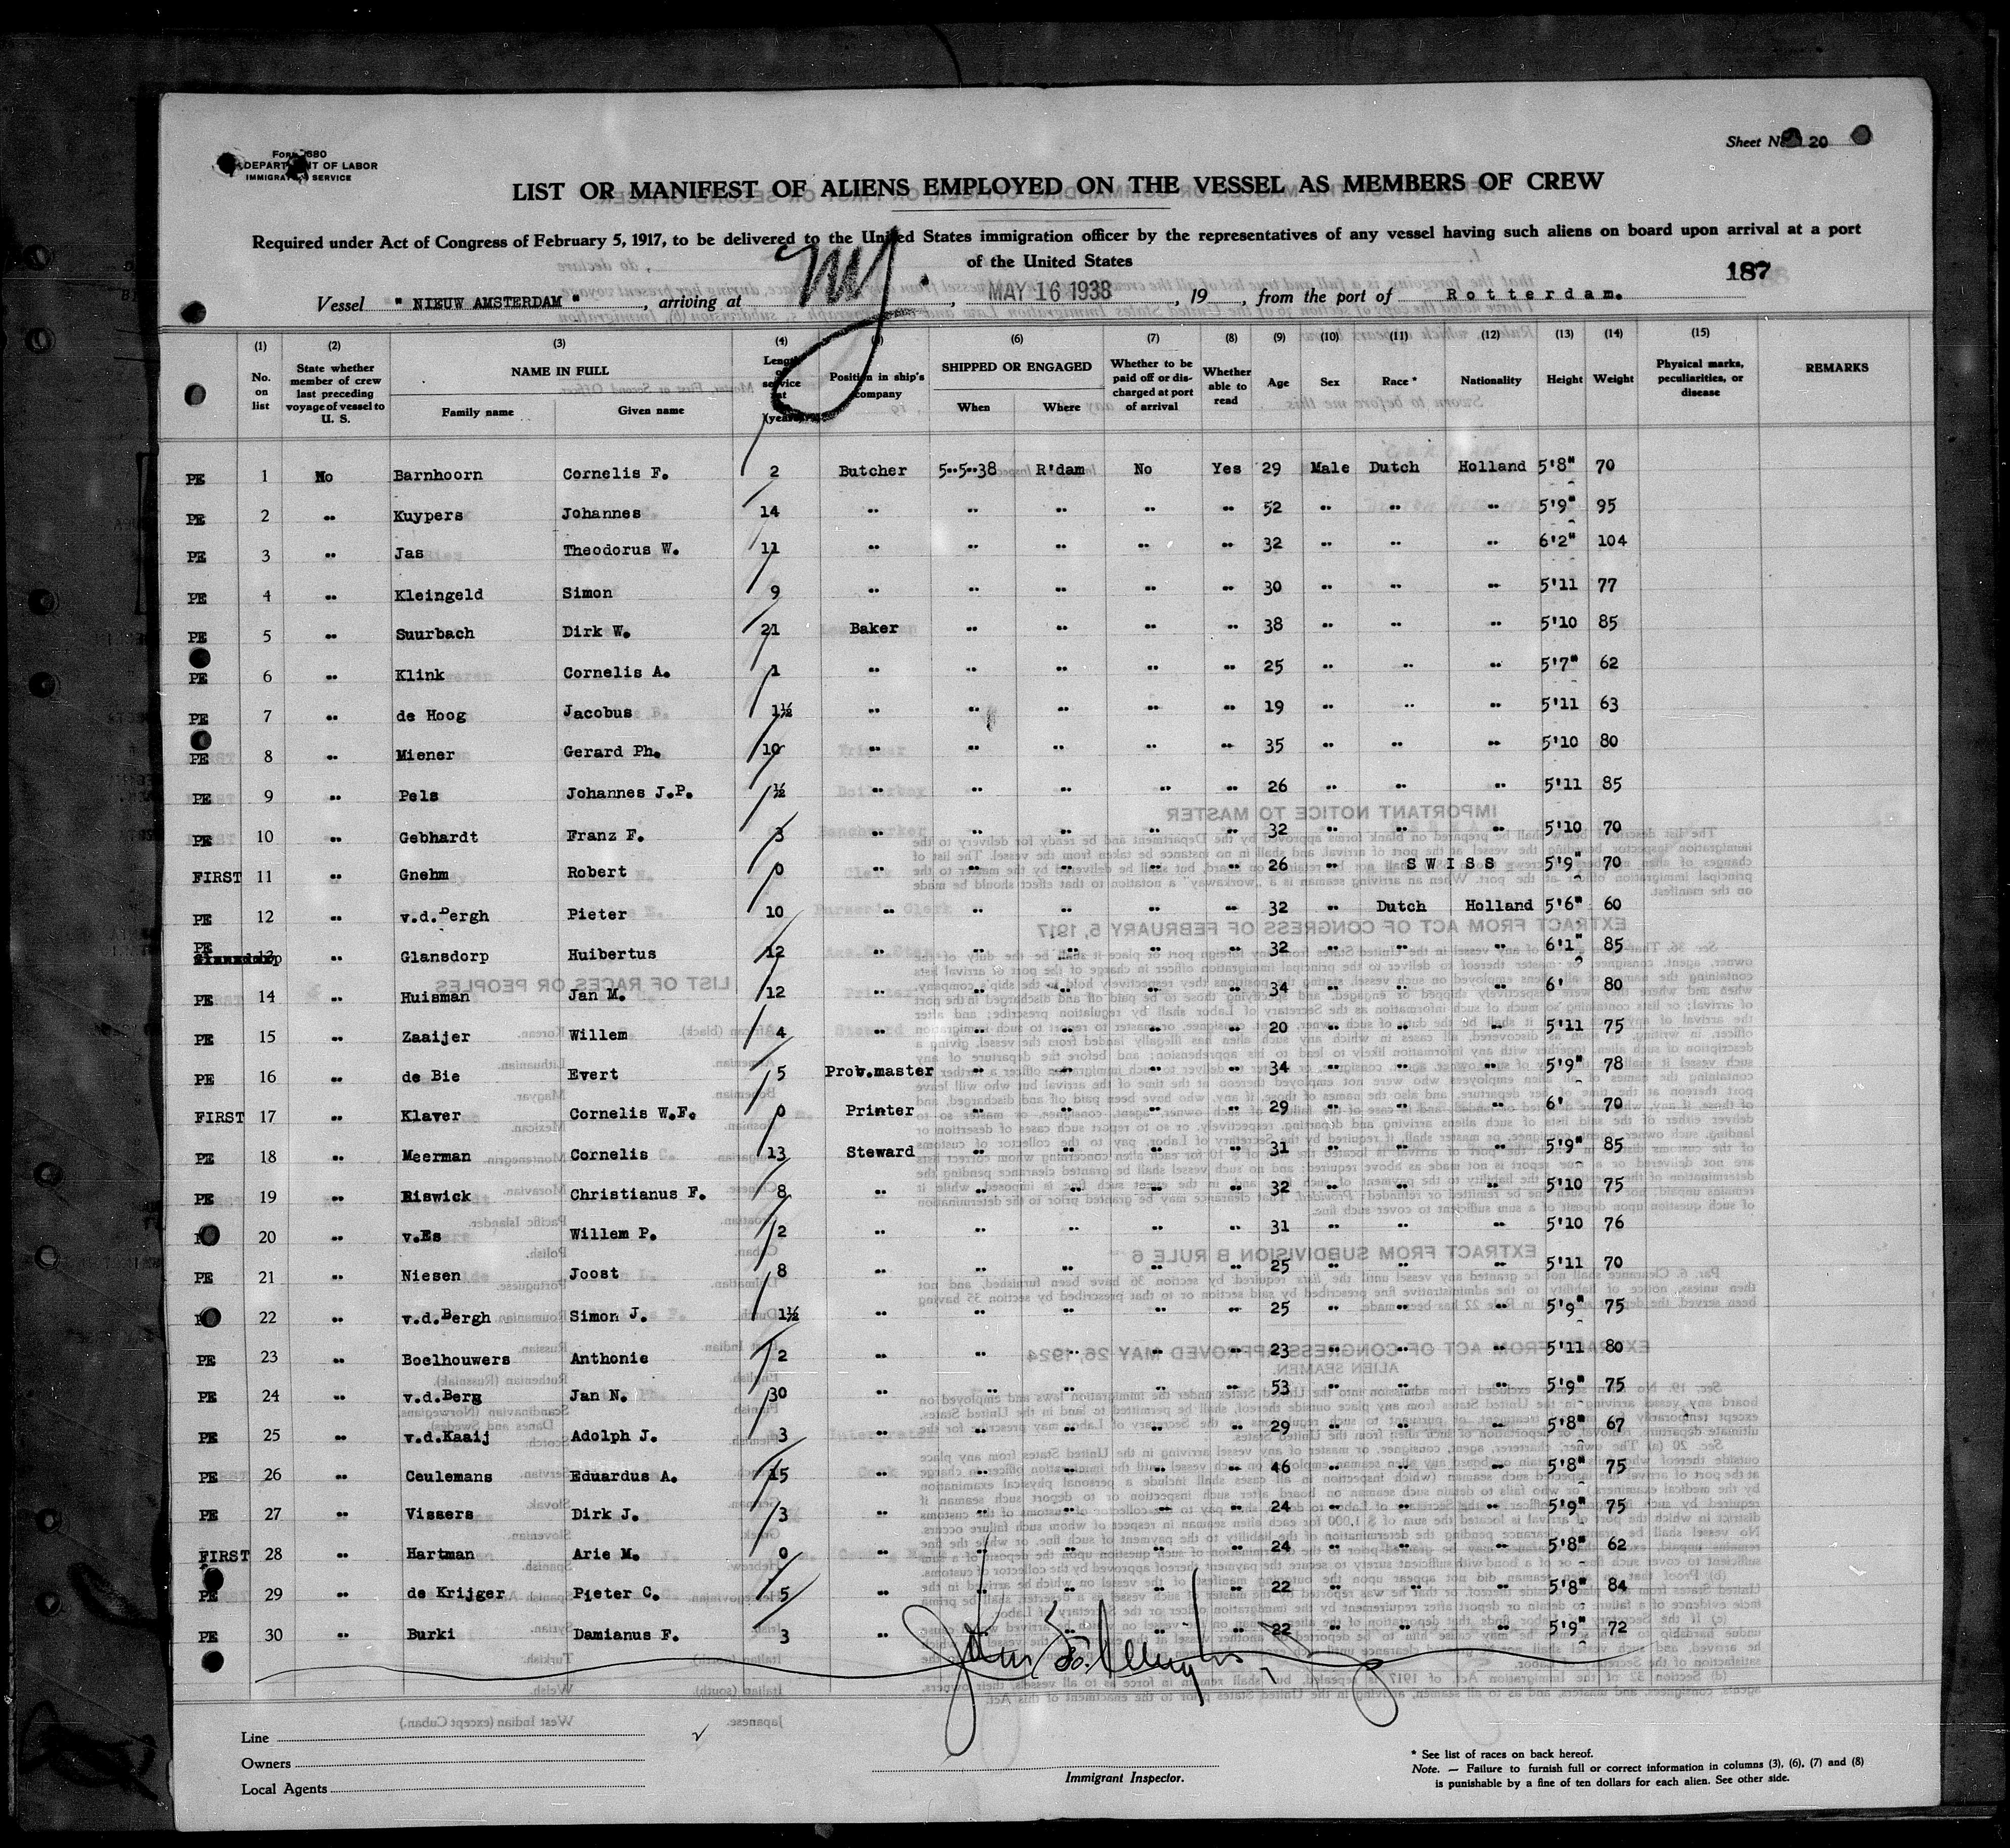 Sheet No. 20
Form 680
DEPARTMENT OF LABOR
IMMIGRATION SERVICE
LIST OR MANIFEST OF ALIENS EMPLOYED ON THE VESSEL AS MEMBERS OF CREW
Required under Act of Congress of February 5, 1917, to be delivered to the United States immigration officer by the representatives of any vessel having such aliens on board upon arrival at a port
of the United States
187
Vessel " NIEUW AMSTERDAM " , arriving at NY. , MAY 16 1938 , 19 , from the port of Rotterdam.
(1) (2) (3) (4) (5) (6) (7) (8) (9) (10) (11) (12) (13) (14) (15)
No. on list State whether member of crew last preceding voyage of vessel to U. S. NAME IN FULL Family name Given name Length of service at (years) Position in ship's company SHIPPED OR ENGAGED When Where Whether to be paid off or discharged at port of arrival Whether able to read Age Sex Race * Nationality Height Weight Physical marks, peculiarities, or disease REMARKS
PE 1 No Barnhoorn Cornelis F. 2 Butcher 5--5--38 R'dam No Yes 29 Male Dutch Holland 5'8" 70
PE 2 " Kuypers Johannes 14 " " " " " 52 " " " 5'9" 95
PE 3 " Jas Theodorus W. 11 " " " " " 32 " " " 6'2" 104
PE 4 " Kleingeld Simon 9 " " " " " 30 " " " 5'11 77
PE 5 " Suurbach Dirk W. 21 Baker " " " " 38 " " " 5'10 85
PE 6 " Klink Cornelis A. 1 " " " " " 25 " " " 5'7" 62
PE 7 " de Hoog Jacobus 1½ " " " " " 19 " " " 5'11 63
PE 8 " Miener Gerard Ph. 10 " " " " " 35 " " " 5'10 80
PE 9 " Pels Johannes J.P. ½ " " " " " 26 " " " 5'11 85
PE 10 " Gebhardt Franz F. 3 " " " " " 32 " " " 5'10 70
FIRST 11 " Gnehm Robert 0 " " " " " 26 " SWISS 5'9" 70
PE 12 " v.d.Bergh Pieter 10 " " " " " 32 " Dutch Holland 5'6" 60
PE 13 " Glansdorp Huibertus 12 " " " " " 32 " " " 6'1" 85
PE 14 " Huisman Jan M. 12 " " " " " 34 " " " 6' 80
PE 15 " Zaaijer Willem 4 " " " " " 20 " " " 5'11 75
PE 16 " de Bie Evert 5 Prov.master " " " " 34 " " " 5'9" 78
FIRST 17 " Klaver Cornelis W.F. 0 Printer " " " " 29 " " " 6' 70
PE 18 " Meerman Cornelis 13 Steward " " " " 31 " " " 5'9" 85
PE 19 " Riswick Christianus F. 8 " " " " " 32 " " " 5'10 75
20 " v.Es Willem P. 2 " " " " " 31 " " " 5'10 76
PE 21 " Niesen Joost 8 " " " " " 25 " " " 5'11 70
22 " v.d.Bergh Simon J. 1½ " " " " " 25 " " " 5'9" 75
PE 23 " Boelhouwers Anthonie 2 " " " " " 23 " " " 5'11 80
PE 24 " v.d.Berg Jan N. 30 " " " " " 53 " " " 5'9" 75
PE 25 " v.d.Kaaij Adolph J. 3 " " " " " 29 " " " 5'8" 67
PE 26 " Ceulemans Eduardus A. 15 " " " " " 46 " " " 5'8" 75
PE 27 " Vissers Dirk J. 3 " " " " " 24 " " " 5'9" 75
FIRST 28 " Hartman Arie M. 0 " " " " " 24 " " " 5'8" 62
PE 29 " de Krijger Pieter C. 5 " " " " " 22 " " " 5'8" 84
PE 30 " Burki Damianus F. 3 " " " " " 22 " " " 5'9" 72
Line
Owners
Local Agents
Immigrant Inspector.
* See list of races on back hereof.
Note. — Failure to furnish full or correct information in columns (3), (6), (7) and (8)
is punishable by a fine of ten dollars for each alien. See other side.